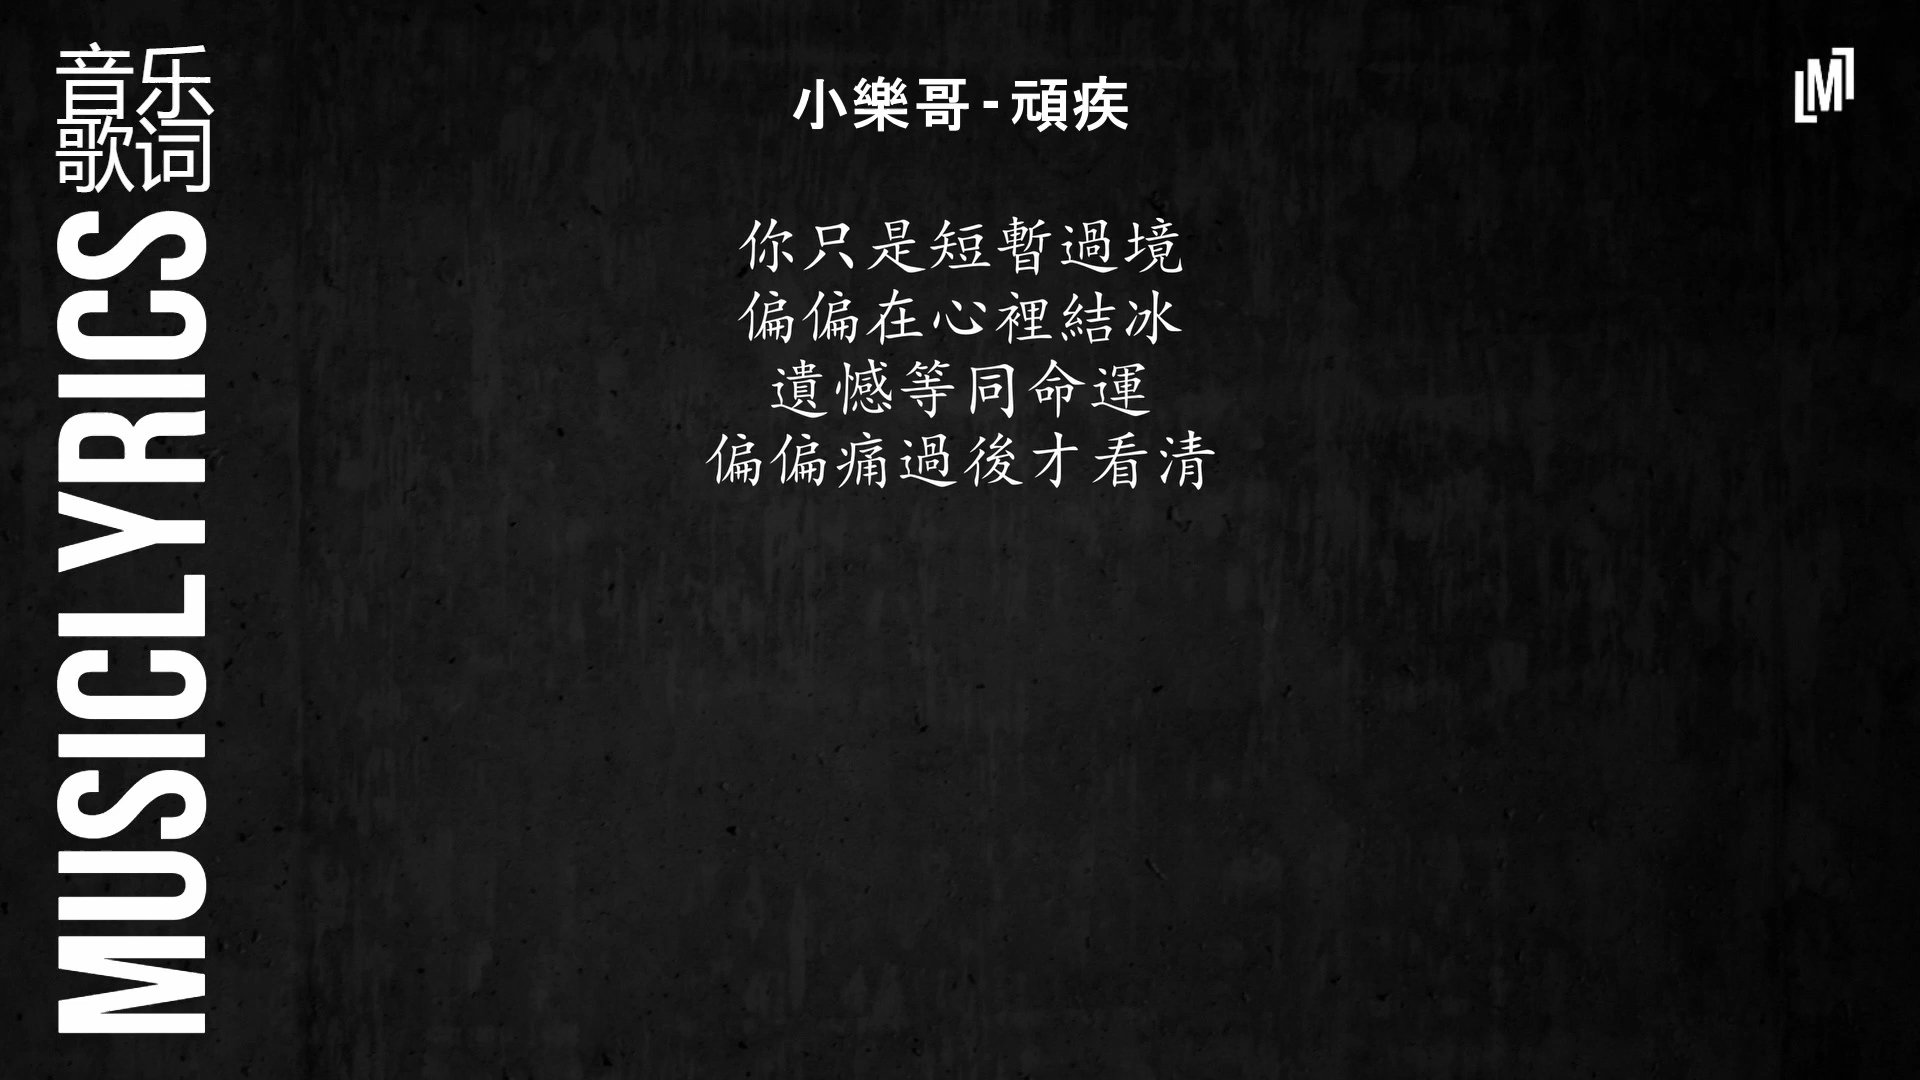 音乐
歌词
MUSICLYRICS
小樂哥-頑疾
LM
你只是短暫過境
偏偏在心裡結冰
遺憾等同命運
偏偏痛過後才看清